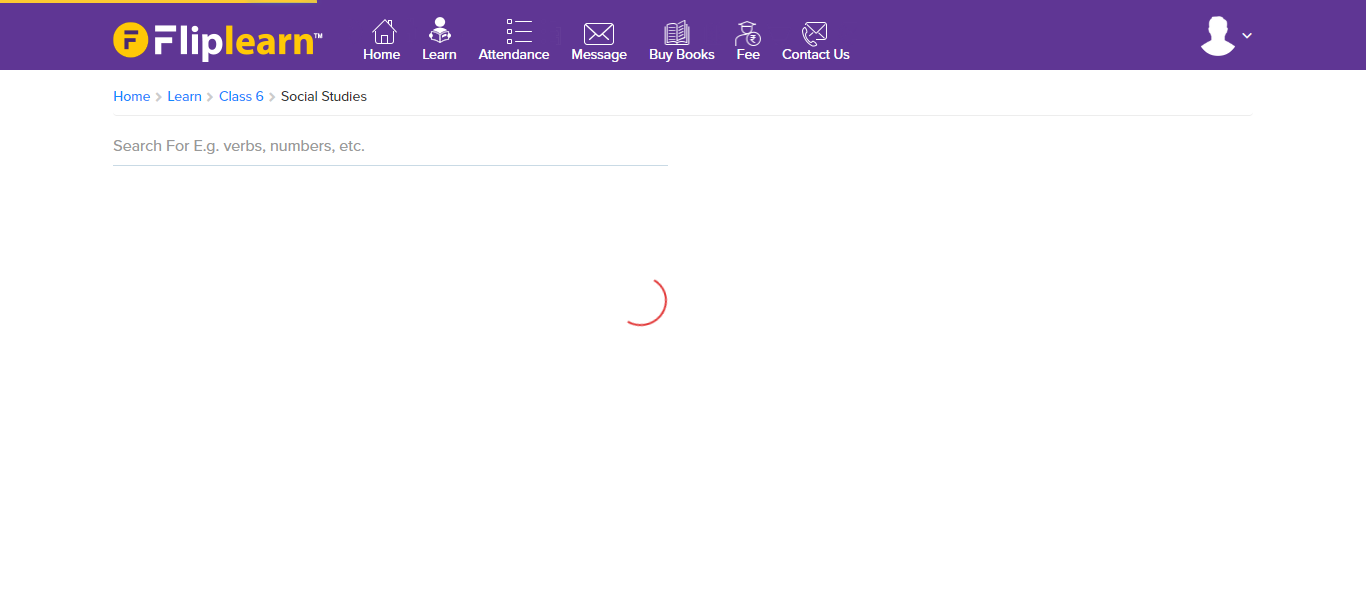 Fliplearn™
Home Learn Attendance Message Buy Books Fee Contact Us
Home Learn Class 6 Social Studies
Search For E.g. verbs, numbers, etc.